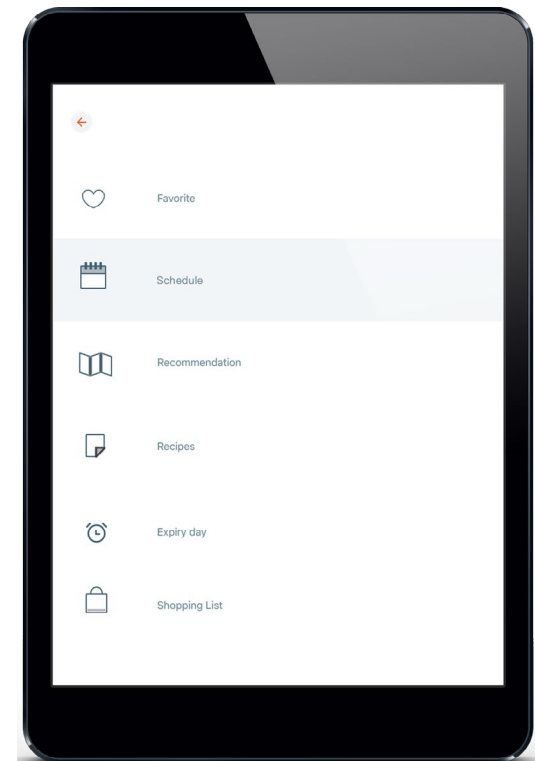 Favorite
Schedule
Recommendation
Recipes
Expiry day
Shopping List